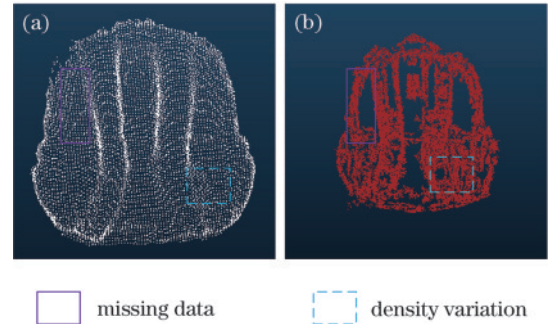 (a)
(b)
missing data
density variation